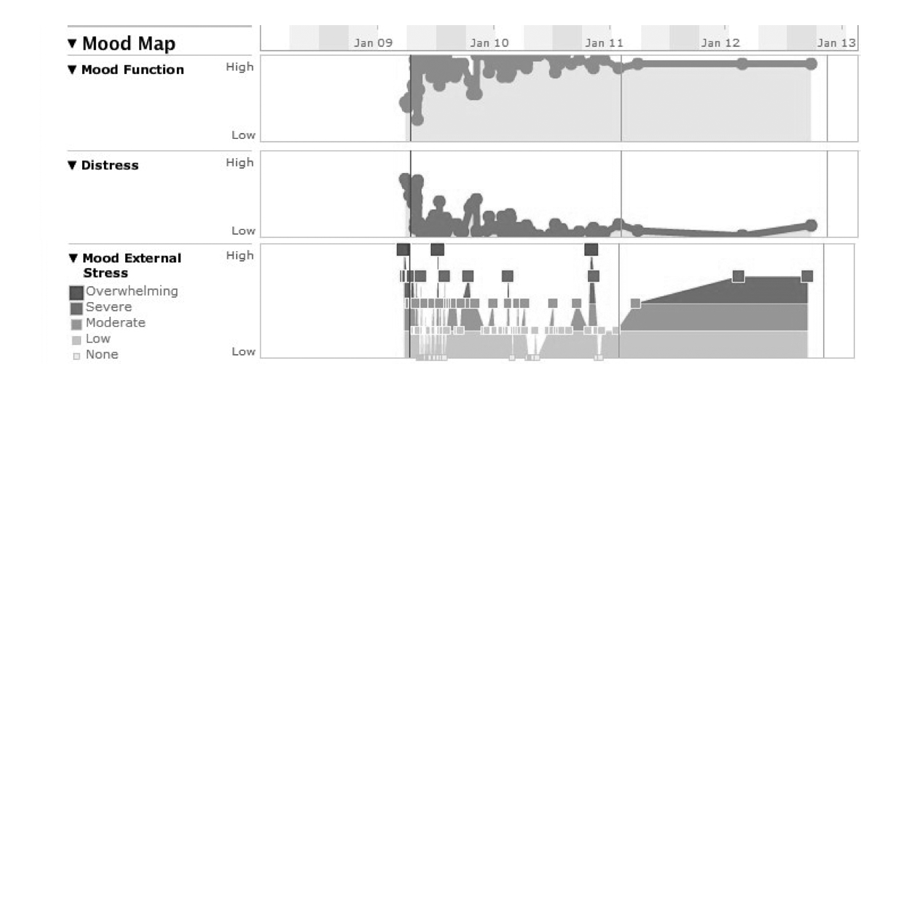 ▼ Mood Map
Jan 09 Jan 10 Jan 11 Jan 12 Jan 13
▼ Mood Function
High
Low
▼ Distress
High
Low
▼ Mood External
Stress
High
Overwhelming
Severe
Moderate
Low
None
Low